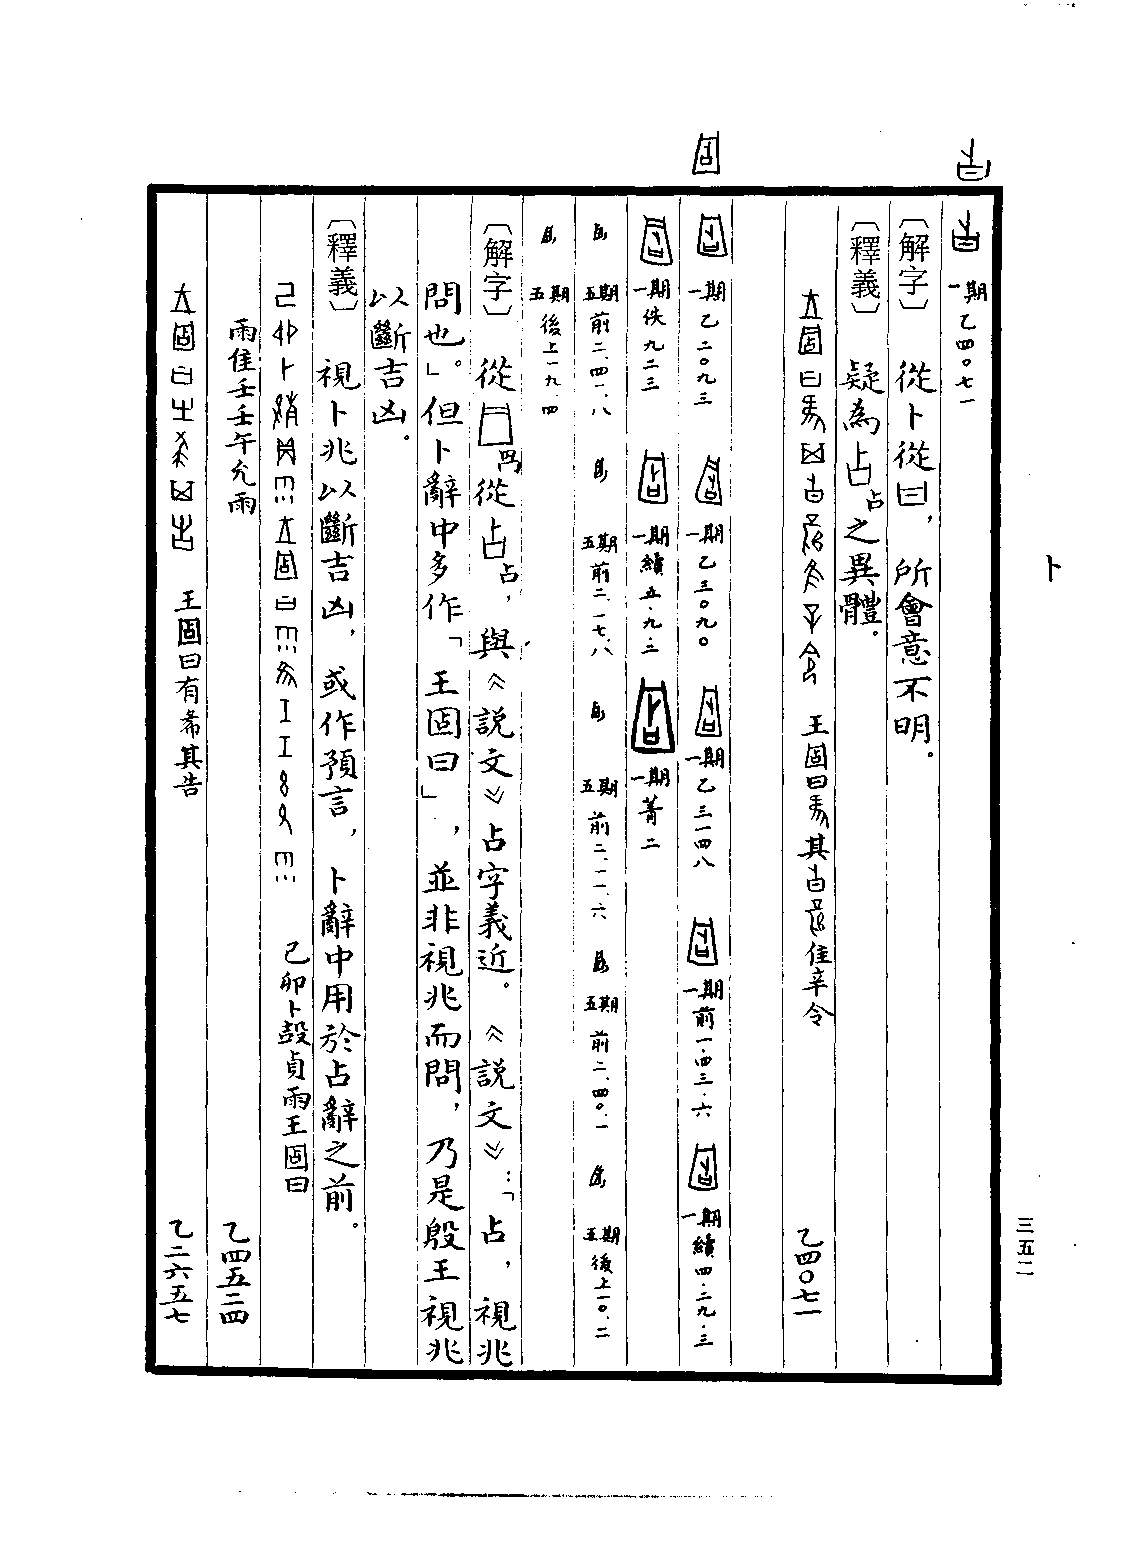 卜
三五二
一期 乙四〇七一
〔解字〕 從卜從曰，所會意不明。
〔釋義〕 疑為占之異體。
王固曰 其 隹辛令 乙四〇七一
一期 乙二〇九三 一期 乙三〇九〇 一期 乙三一四八 一期 前一·四三·六 一期 續四·二九·三
一期 佚九二三 一期 續五·九·二 一期 菁二
五期 前二、四一、八 五期 前二、一七、八 五期 前二、一一、六 五期 前二、四〇、一 五期 後上一〇、二
五期 後上一九、四
〔解字〕 從冎從占占，與《說文》占字義近。《說文》：「占，視兆
問也」。但卜辭中多作「王固曰」，並非視兆而問，乃是殷王視兆
以斷吉凶。
〔釋義〕 視卜兆以斷吉凶，或作預言，卜辭中用於占辭之前。
己卯卜㱿貞雨王固曰
雨隹壬壬午允雨 乙四五二四
王固曰有希其告 乙二六五七